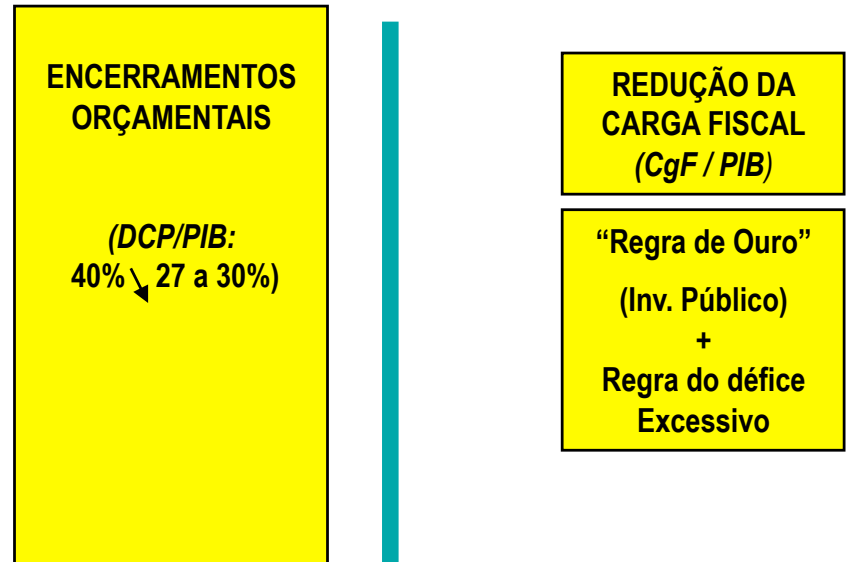 ENCERRAMENTOS
ORÇAMENTAIS
(DCP/PIB:
40% ↘ 27 a 30%)
REDUÇÃO DA
CARGA FISCAL
(CgF / PIB)
“Regra de Ouro”
(Inv. Público)
+
Regra do défice
Excessivo